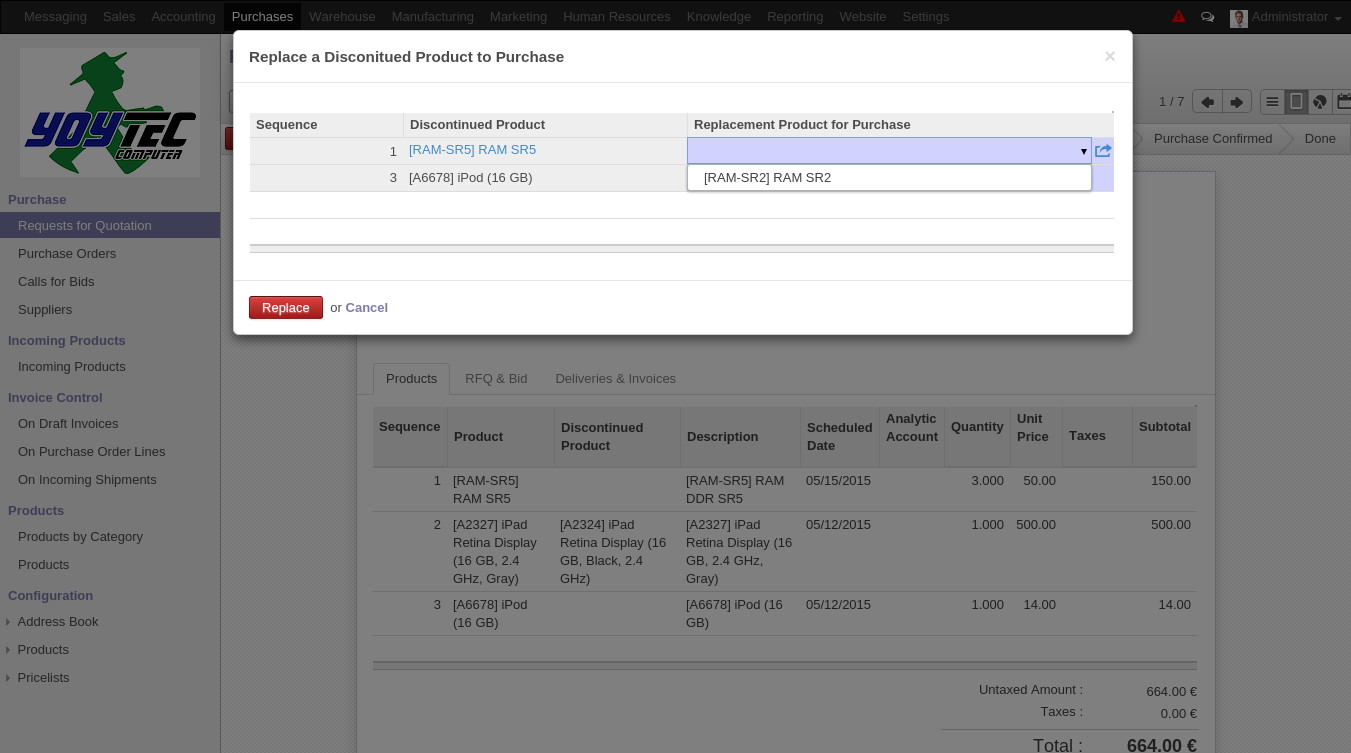 Messaging Sales Accounting Purchases Warehouse Manufacturing Marketing Human Resources Knowledge Reporting Website Settings Administrator
Replace a Disconitued Product to Purchase ×
1 / 7
Purchase Confirmed Done
yoytec
computer
Sequence Discontinued Product Replacement Product for Purchase
1 [RAM-SR5] RAM SR5
3 [A6678] iPod (16 GB) [RAM-SR2] RAM SR2
Replace or Cancel
Purchase
Requests for Quotation
Purchase Orders
Calls for Bids
Suppliers
Incoming Products
Incoming Products
Invoice Control
On Draft Invoices
On Purchase Order Lines
On Incoming Shipments
Products
Products by Category
Products
Configuration
Address Book
Products
Pricelists
Products RFQ & Bid Deliveries & Invoices
Sequence Product Discontinued Description Scheduled Analytic Quantity Unit Taxes Subtotal
Product Date Account Price
1 [RAM-SR5] [RAM-SR5] RAM 05/15/2015 3.000 50.00 150.00
RAM SR5 DDR SR5
2 [A2327] iPad [A2324] iPad [A2327] iPad 05/12/2015 1.000 500.00 500.00
Retina Display Retina Display (16 Retina Display (16
(16 GB, 2.4 GB, Black, 2.4 GB, 2.4 GHz,
GHz, Gray) GHz) Gray)
3 [A6678] iPod [A6678] iPod (16 05/12/2015 1.000 14.00 14.00
(16 GB) GB)
Untaxed Amount : 664.00 €
Taxes : 0.00 €
Total : 664.00 €